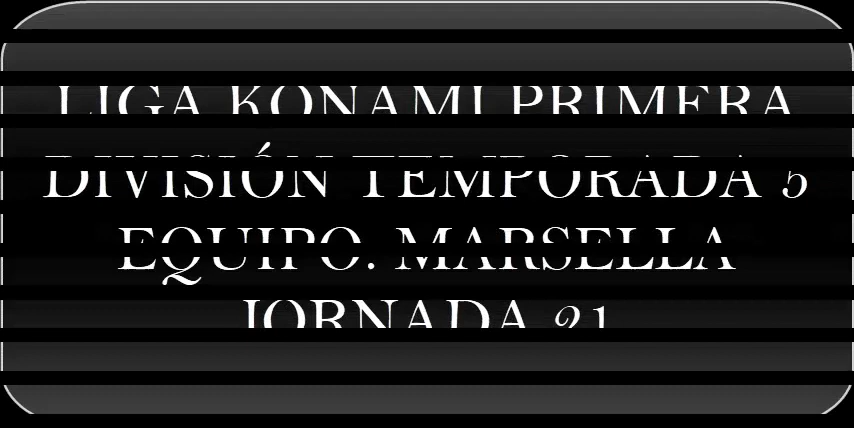 LIGA KONAMI PRIMERA
DIVISIÓN TEMPORADA 5
EQUIPO: MARSELLA
JORNADA 21